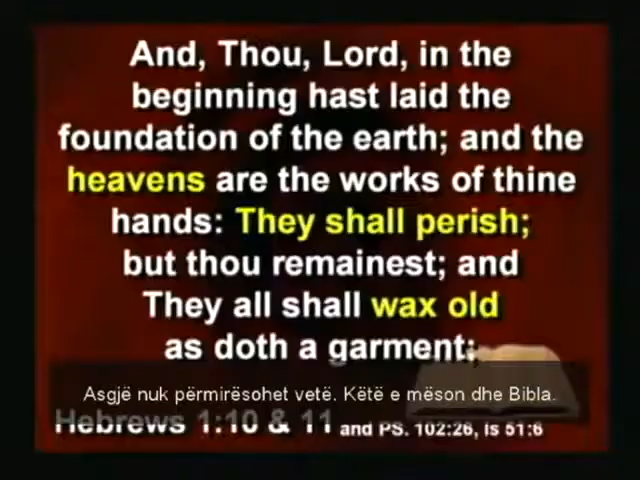 And, Thou, Lord, in the
beginning hast laid the
foundation of the earth; and the
heavens are the works of thine
hands: They shall perish;
but thou remainest; and
They all shall wax old
as doth a garment;
Asgjë nuk përmirësohet vetë. Këtë e mëson dhe Bibla.
Hebrews 1:10 & 11 and PS. 102:26, Is 51:6